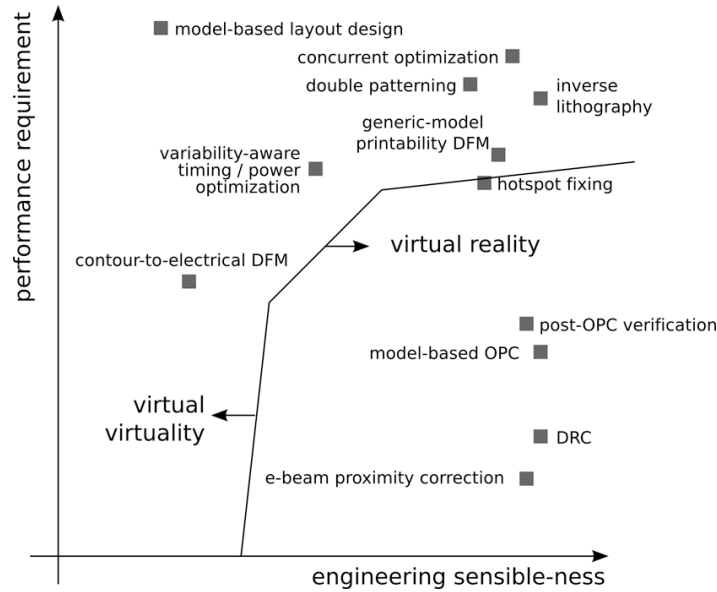 model-based layout design
concurrent optimization
double patterning
inverse
lithography
generic-model
printability DFM
variability-aware
timing / power
optimization
hotspot fixing
virtual reality
contour-to-electrical DFM
post-OPC verification
model-based OPC
virtual
virtuality
DRC
e-beam proximity correction
performance requirement
engineering sensible-ness